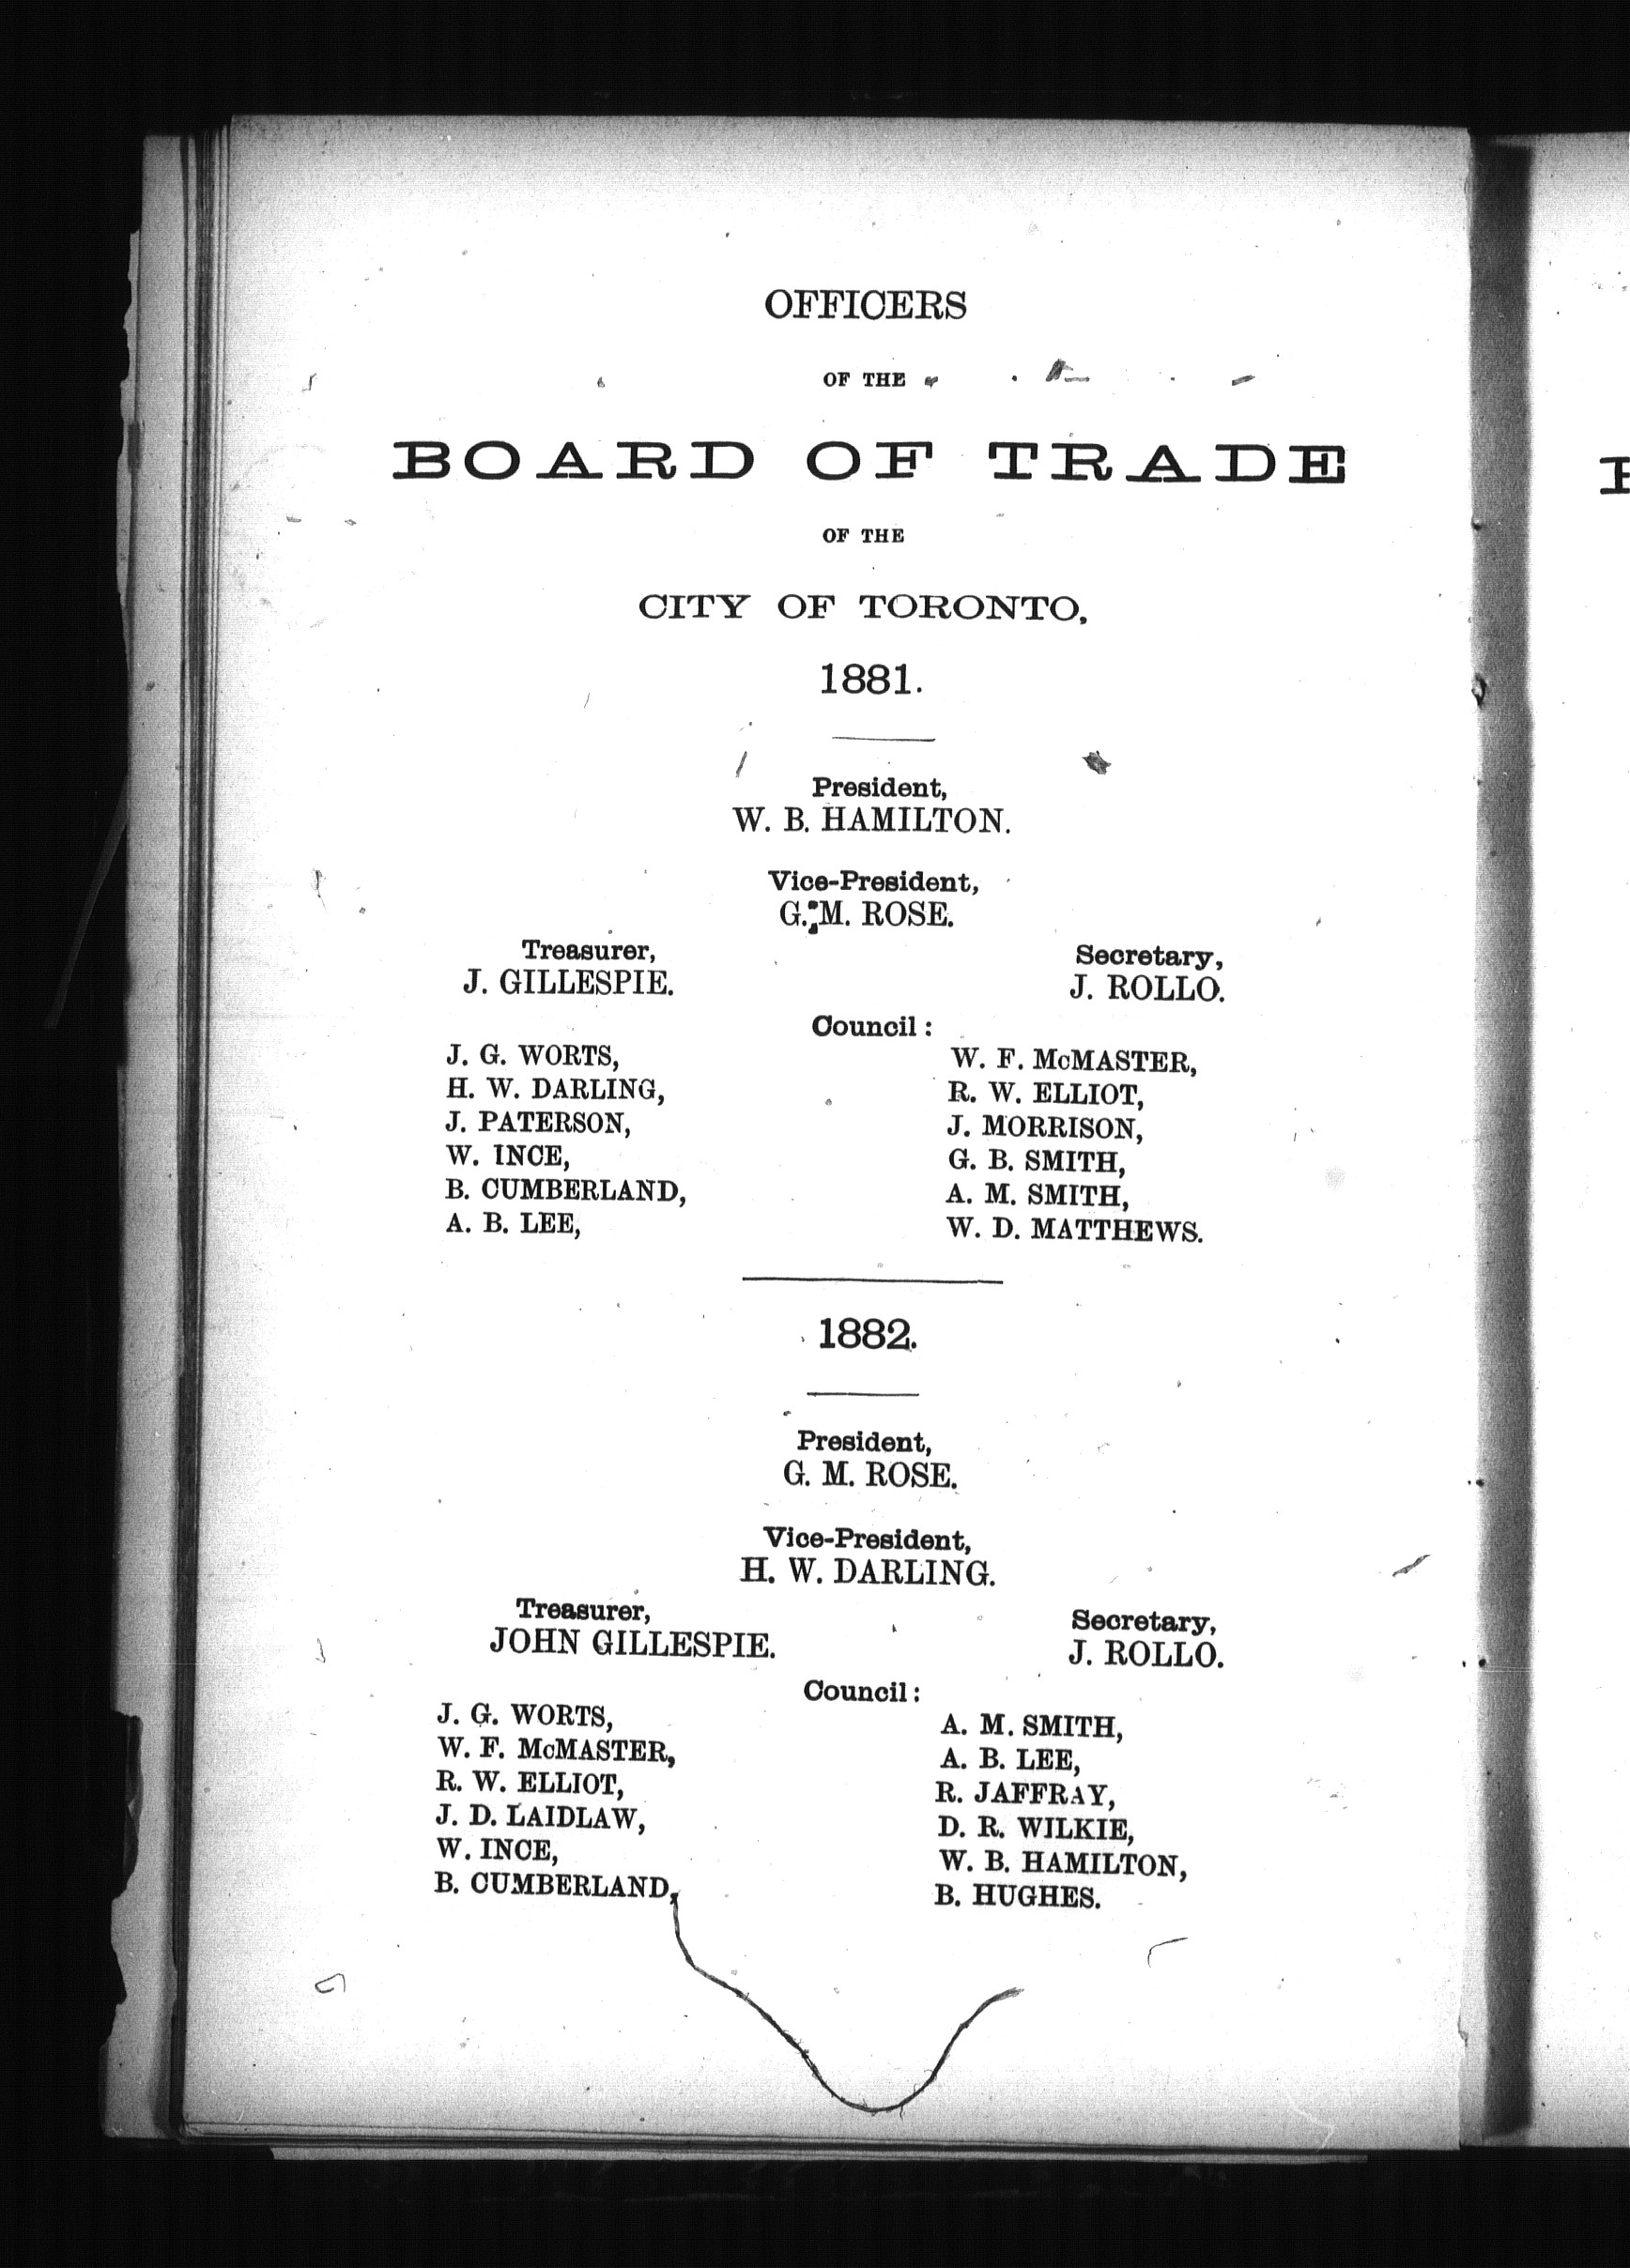 OFFICERS
OF THE
BOARD OF TRADE
OF THE
CITY OF TORONTO,
1881.
President,
W. B. HAMILTON.
Vice-President,
G. M. ROSE.
Treasurer,
J. GILLESPIE.
Secretary,
J. ROLLO.
Council:
J. G. WORTS,
H. W. DARLING,
J. PATERSON,
W. INCE,
B. CUMBERLAND,
A. B. LEE,
W. F. McMASTER,
R. W. ELLIOT,
J. MORRISON,
G. B. SMITH,
A. M. SMITH,
W. D. MATTHEWS.
1882.
President,
G. M. ROSE.
Vice-President,
H. W. DARLING.
Treasurer,
JOHN GILLESPIE.
Secretary,
J. ROLLO.
Council:
J. G. WORTS,
W. F. McMASTER,
R. W. ELLIOT,
J. D. LAIDLAW,
W. INCE,
B. CUMBERLAND,
A. M. SMITH,
A. B. LEE,
R. JAFFRAY,
D. R. WILKIE,
W. B. HAMILTON,
B. HUGHES.